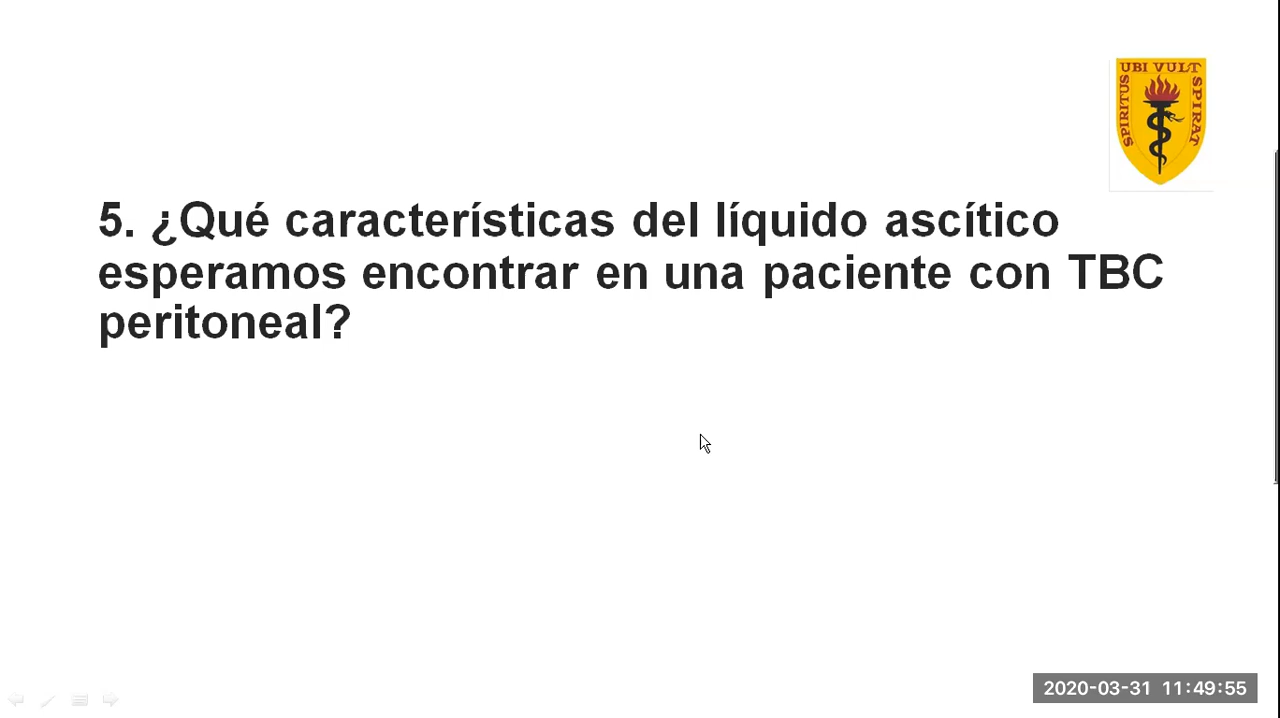 SPIRITUS UBI VULT SPIRAT
5. ¿Qué características del líquido ascítico
esperamos encontrar en una paciente con TBC
peritoneal?
2020-03-31 11:49:55